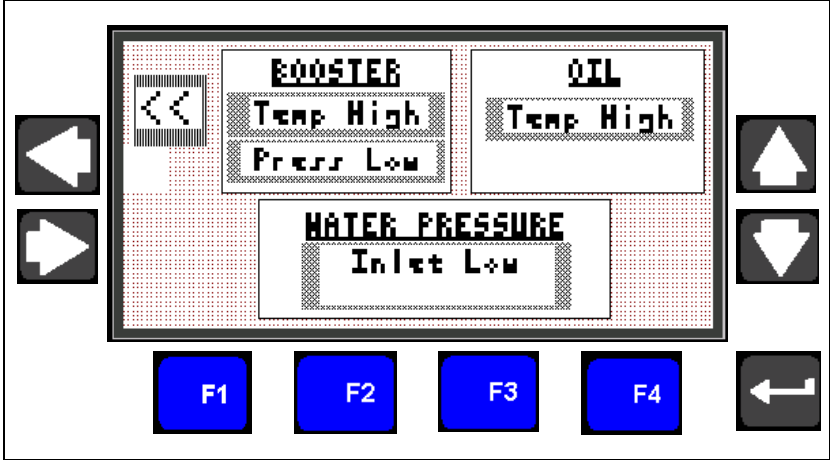 <<
BOOSTER
Temp High
Press Low
OIL
Temp High
WATER PRESSURE
Inlet Low
F1
F2
F3
F4